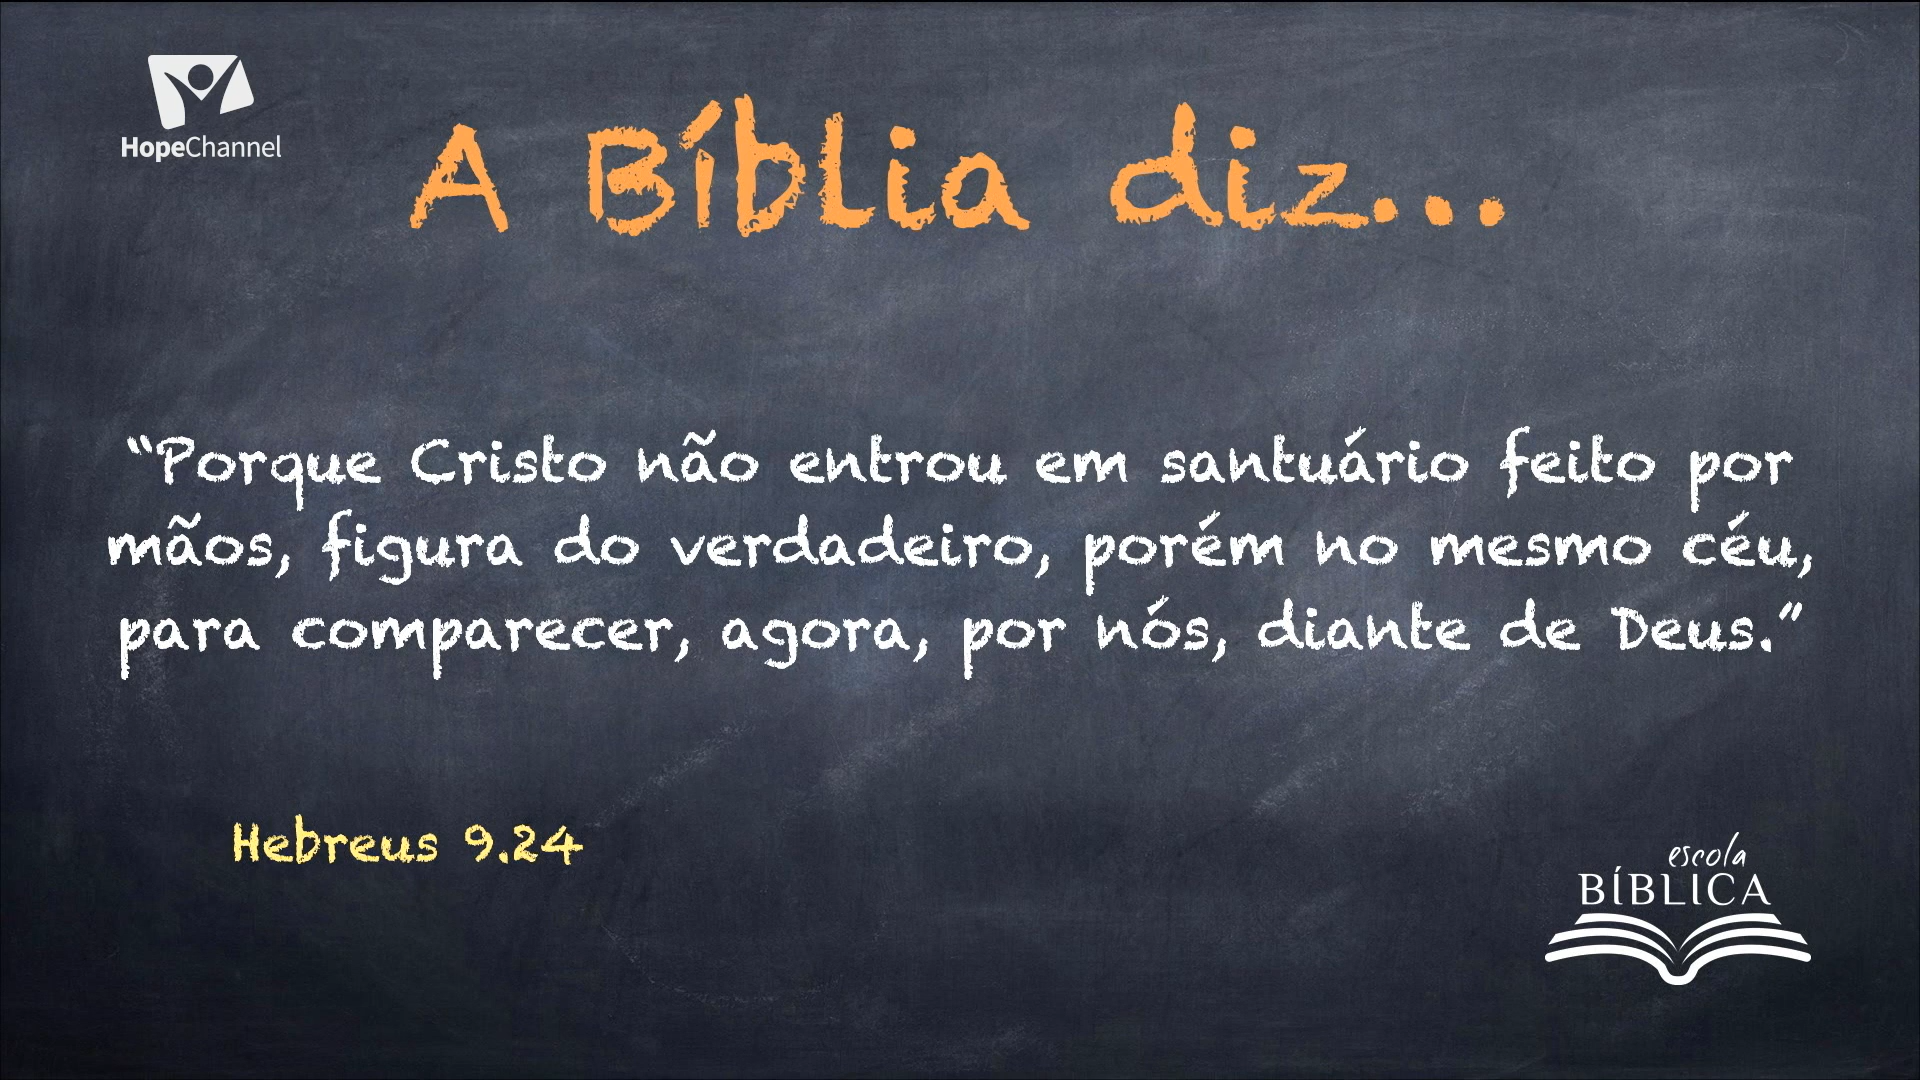 HopeChannel
A Bíblia diz...
“Porque Cristo não entrou em santuário feito por
mãos, figura do verdadeiro, porém no mesmo céu,
para comparecer, agora, por nós, diante de Deus.”
Hebreus 9.24
escola
BÍBLICA